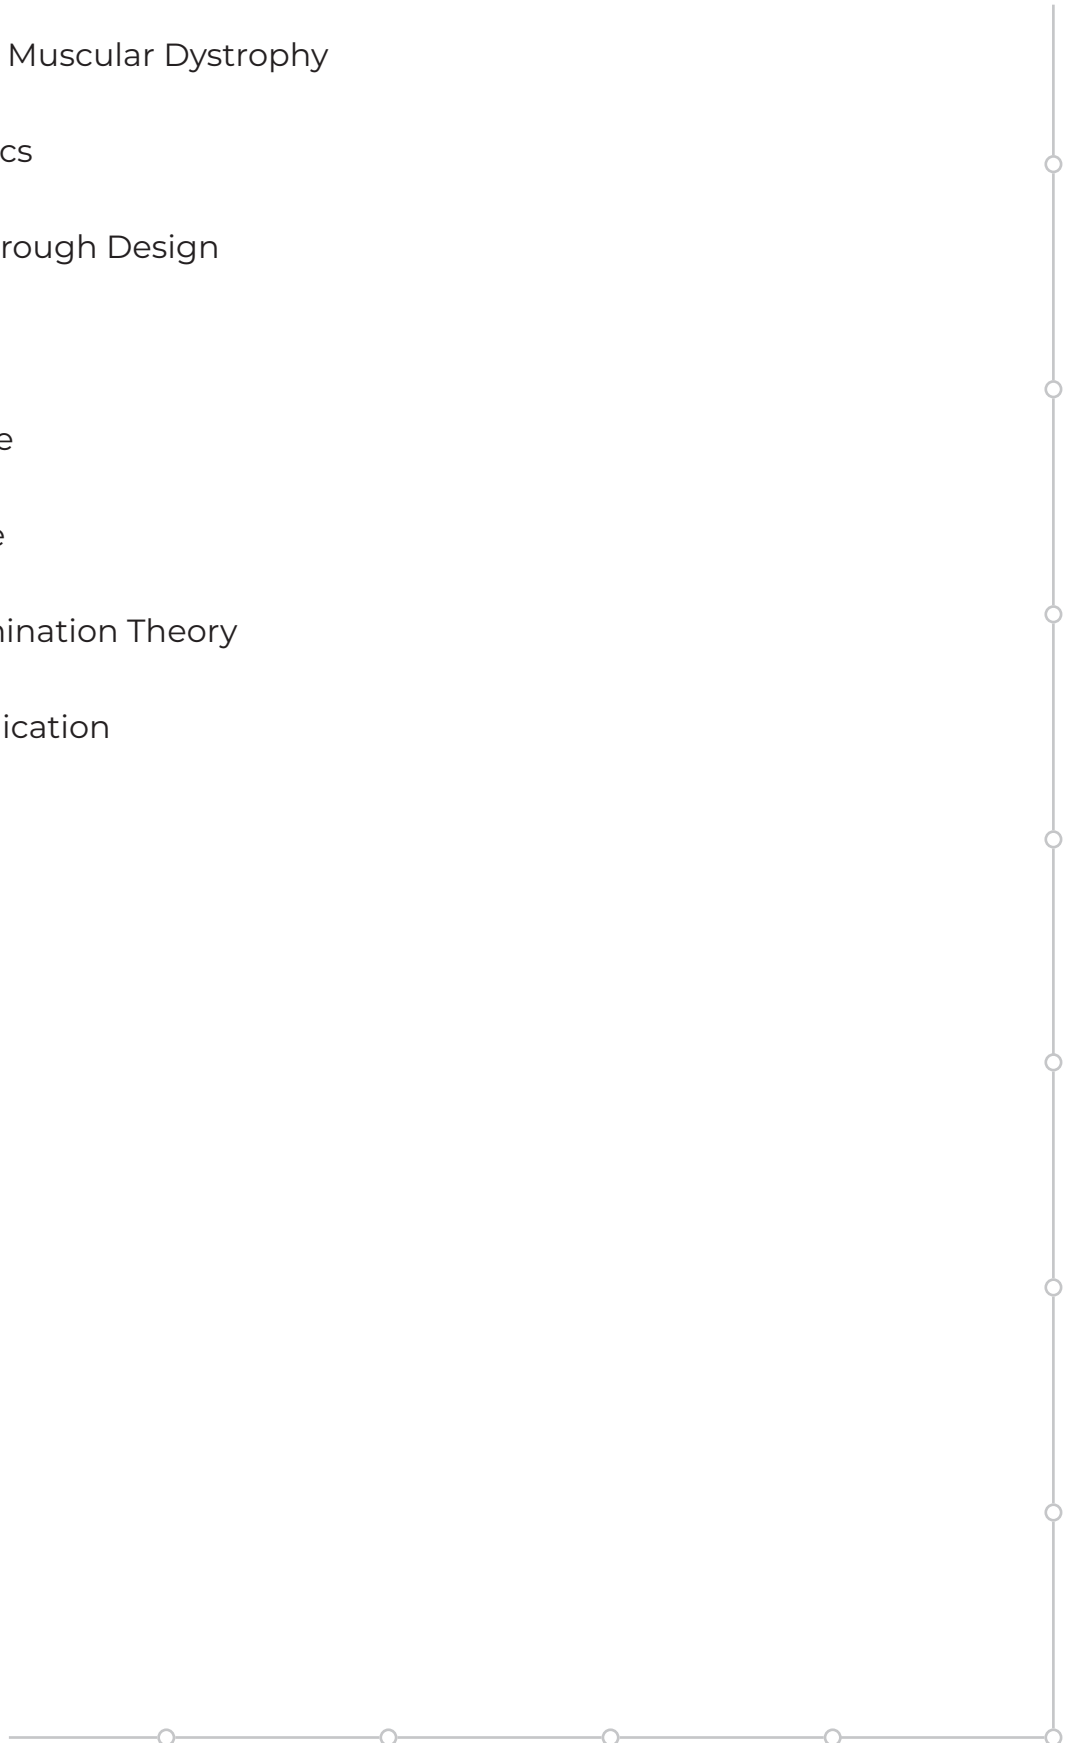 Muscular Dystrophy
cs
rough Design
e
e
ination Theory
ication